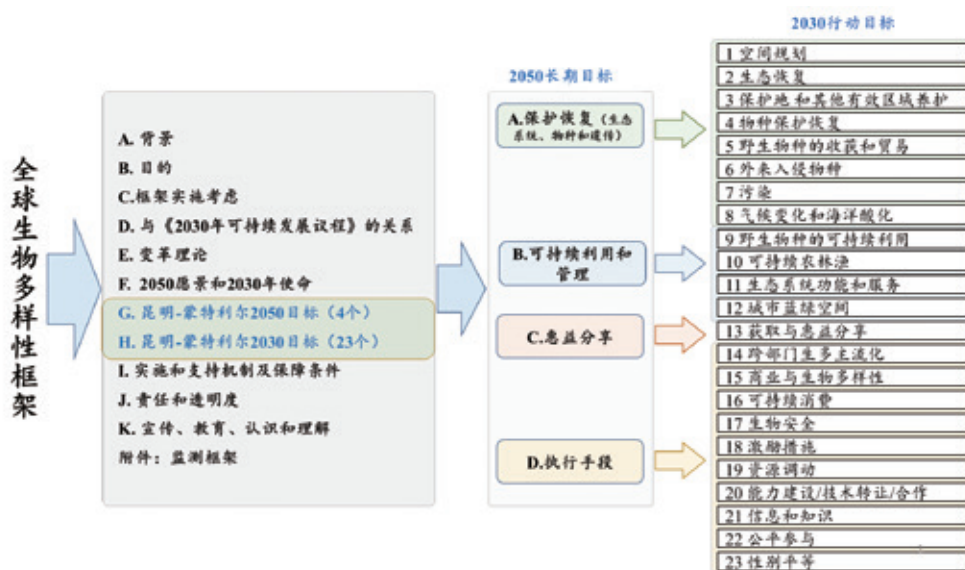 全球生物多样性框架
A. 背景
B. 目的
C.框架实施考虑
D. 与《2030年可持续发展议程》的关系
E. 变革理论
F. 2050愿景和2030年使命
G. 昆明-蒙特利尔2050目标（4个）
H. 昆明-蒙特利尔2030目标（23个）
I. 实施和支持机制及保障条件
J. 责任和透明度
K. 宣传、教育、认识和理解
附件：监测框架
2050长期目标
A.保护恢复（生态
系统、物种和遗传）
B.可持续利用和
管理
C.惠益分享
D.执行手段
2030行动目标
1 空间规划
2 生态恢复
3 保护地和其他有效区域养护
4 物种保护恢复
5 野生物种的收获和贸易
6 外来入侵物种
7 污染
8 气候变化和海洋酸化
9 野生物种的可持续利用
10 可持续农林渔
11 生态系统功能和服务
12 城市蓝绿空间
13 获取与惠益分享
14 跨部门生多主流化
15 商业与生物多样性
16 可持续消费
17 生物安全
18 激励措施
19 资源调动
20 能力建设/技术转让/合作
21 信息和知识
22 公平参与
23 性别平等